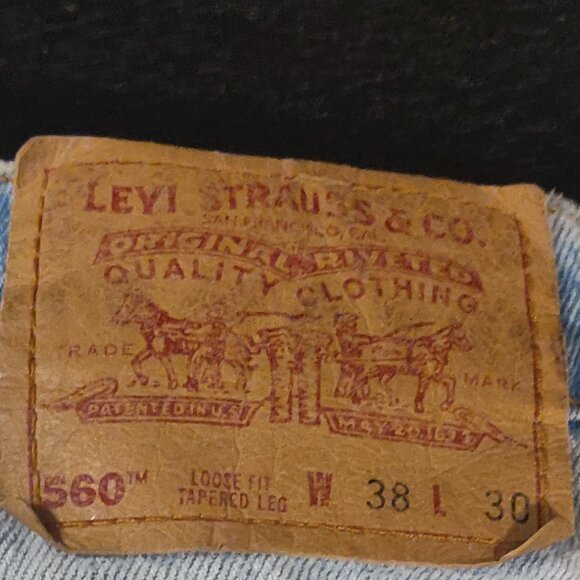 LEVI STRAUSS & CO.
SAN FRANCISCO, CAL.
ORIGINAL RIVETED
QUALITY CLOTHING
TRADE MARK
PATENTED IN U.S. MAY 20 1873
560™ LOOSE FIT TAPERED LEG W 38 L 30